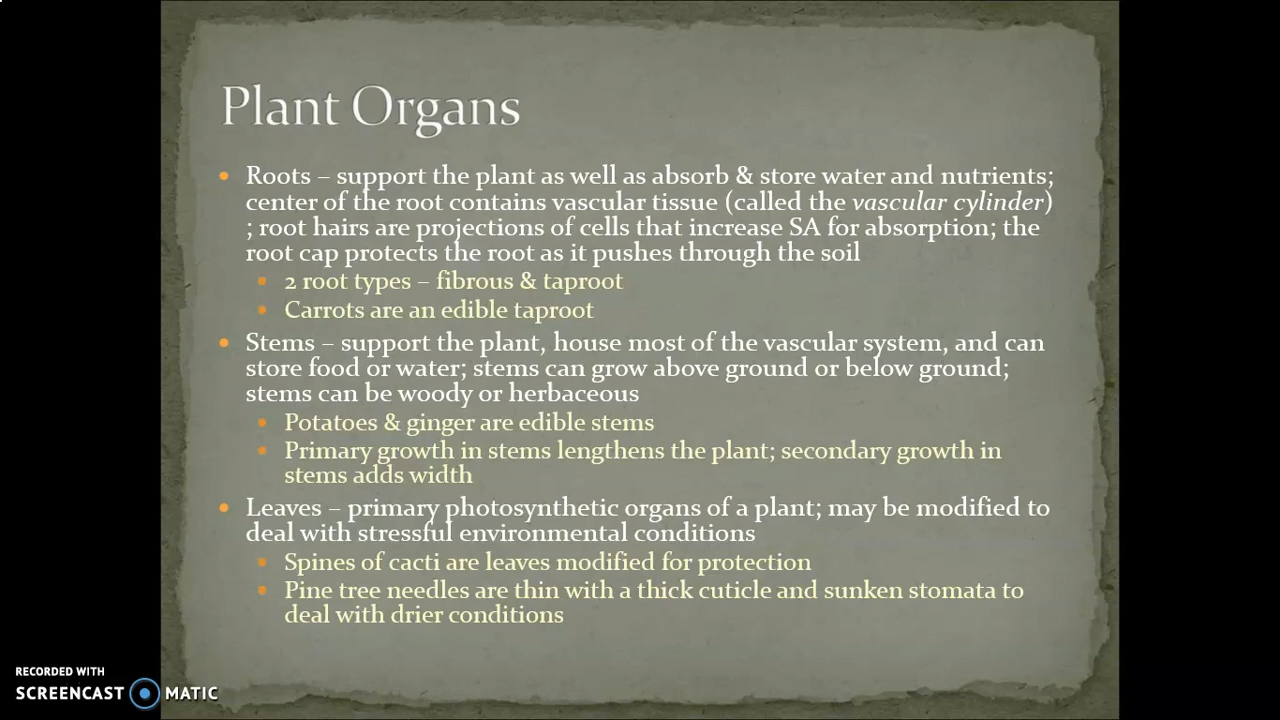 Plant Organs
• Roots – support the plant as well as absorb & store water and nutrients;
center of the root contains vascular tissue (called the vascular cylinder)
; root hairs are projections of cells that increase SA for absorption; the
root cap protects the root as it pushes through the soil
• 2 root types – fibrous & taproot
• Carrots are an edible taproot
• Stems – support the plant, house most of the vascular system, and can
store food or water; stems can grow above ground or below ground;
stems can be woody or herbaceous
• Potatoes & ginger are edible stems
• Primary growth in stems lengthens the plant; secondary growth in
stems adds width
• Leaves – primary photosynthetic organs of a plant; may be modified to
deal with stressful environmental conditions
• Spines of cacti are leaves modified for protection
• Pine tree needles are thin with a thick cuticle and sunken stomata to
deal with drier conditions
RECORDED WITH
SCREENCAST MATIC